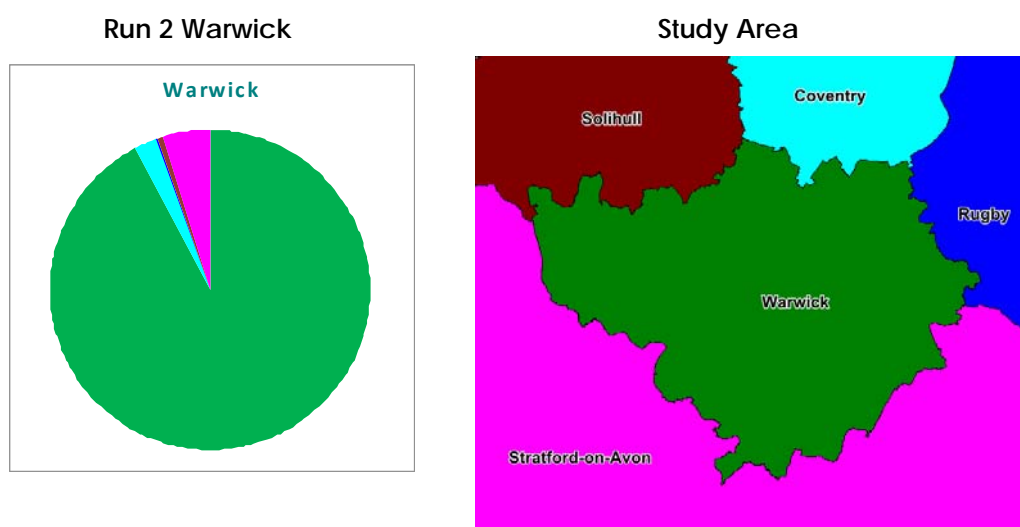 Run 2 Warwick
Study Area
Warwick
Coventry
Solihull
Rugby
Warwick
Stratford-on-Avon